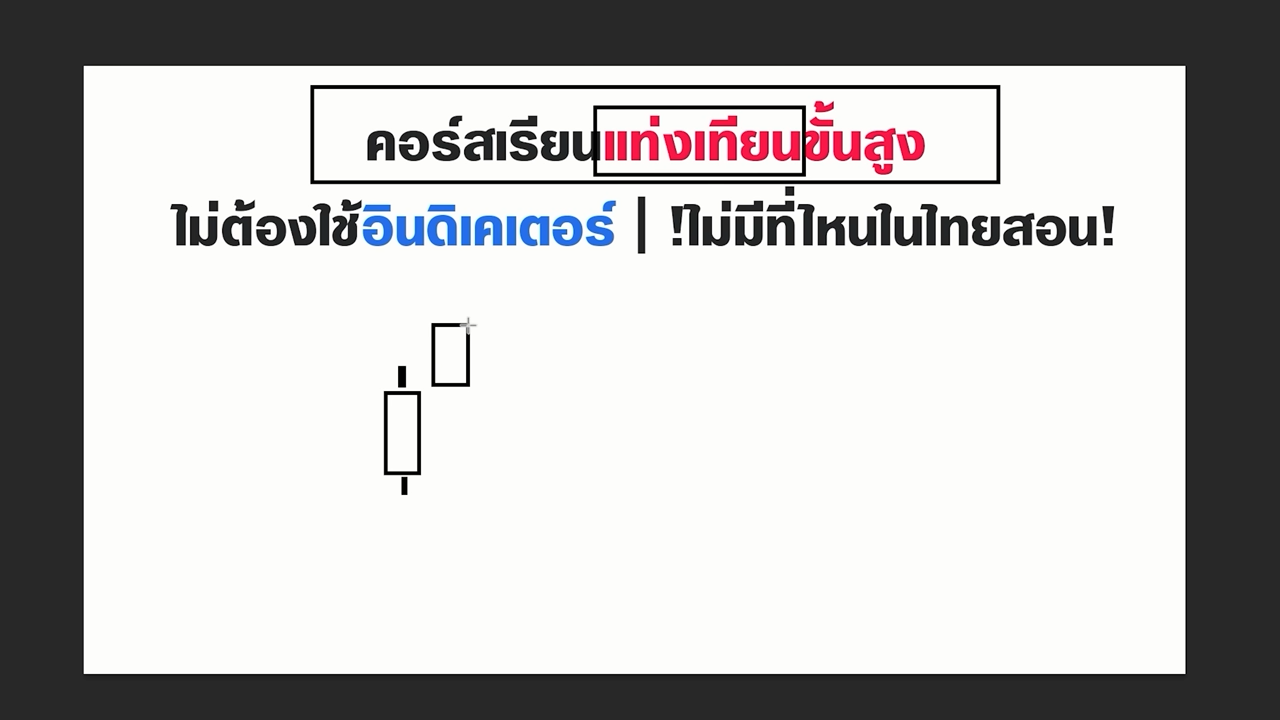 คอร์สเรียนแท่งเทียนขั้นสูง
ไม่ต้องใช้อินดิเคเตอร์ | !ไม่มีที่ไหนในไทยสอน!